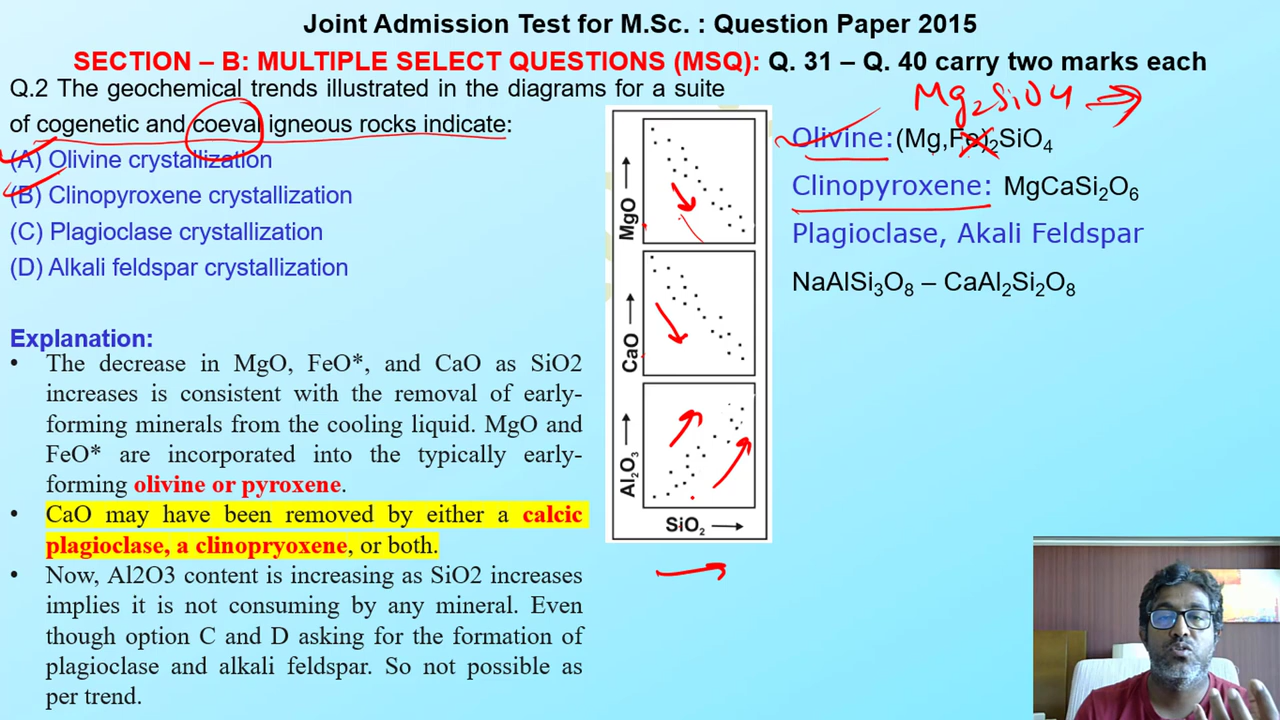 Joint Admission Test for M.Sc. : Question Paper 2015
SECTION – B: MULTIPLE SELECT QUESTIONS (MSQ): Q. 31 – Q. 40 carry two marks each
Q.2 The geochemical trends illustrated in the diagrams for a suite
of cogenetic and coeval igneous rocks indicate:
(A) Olivine crystallization
(B) Clinopyroxene crystallization
(C) Plagioclase crystallization
(D) Alkali feldspar crystallization
Explanation:
• The decrease in MgO, FeO*, and CaO as SiO2
increases is consistent with the removal of early-
forming minerals from the cooling liquid. MgO and
FeO* are incorporated into the typically early-
forming olivine or pyroxene.
• CaO may have been removed by either a calcic
plagioclase, a clinopryoxene, or both.
• Now, Al2O3 content is increasing as SiO2 increases
implies it is not consuming by any mineral. Even
though option C and D asking for the formation of
plagioclase and alkali feldspar. So not possible as
per trend.
MgO
CaO
Al₂O₃
SiO₂
Mg₂SiO4
Olivine: (Mg,Fe)₂SiO₄
Clinopyroxene: MgCaSi₂O₆
Plagioclase, Akali Feldspar
NaAlSi₃O₈ – CaAl₂Si₂O₈